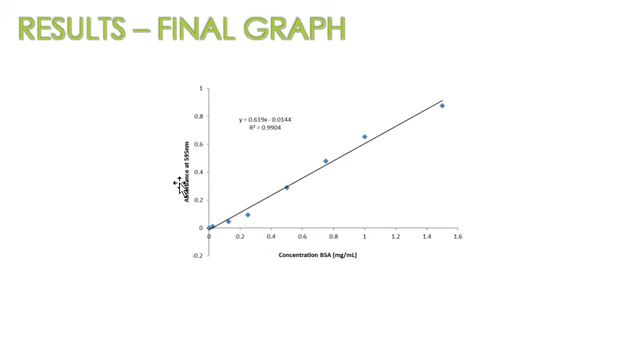 RESULTS – FINAL GRAPH
1
y = 0.619x - 0.0144
R² = 0.9904
0.8
0.6
0.4
0.2
0
-0.2
Absorbance at 595nm
0 0.2 0.4 0.6 0.8 1 1.2 1.4 1.6
Concentration BSA (mg/mL)